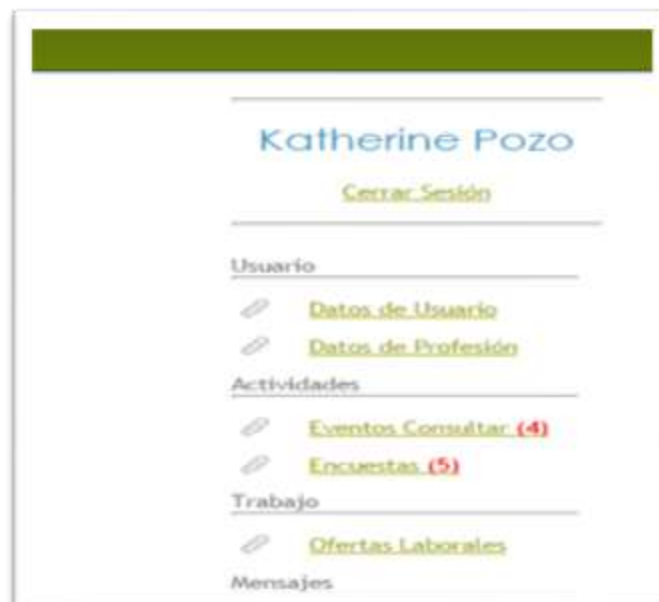 Katherine Pozo
Cerrar Sesión
Usuario
Datos de Usuario
Datos de Profesión
Actividades
Eventos Consultar (4)
Encuestas (5)
Trabajo
Ofertas Laborales
Mensajes